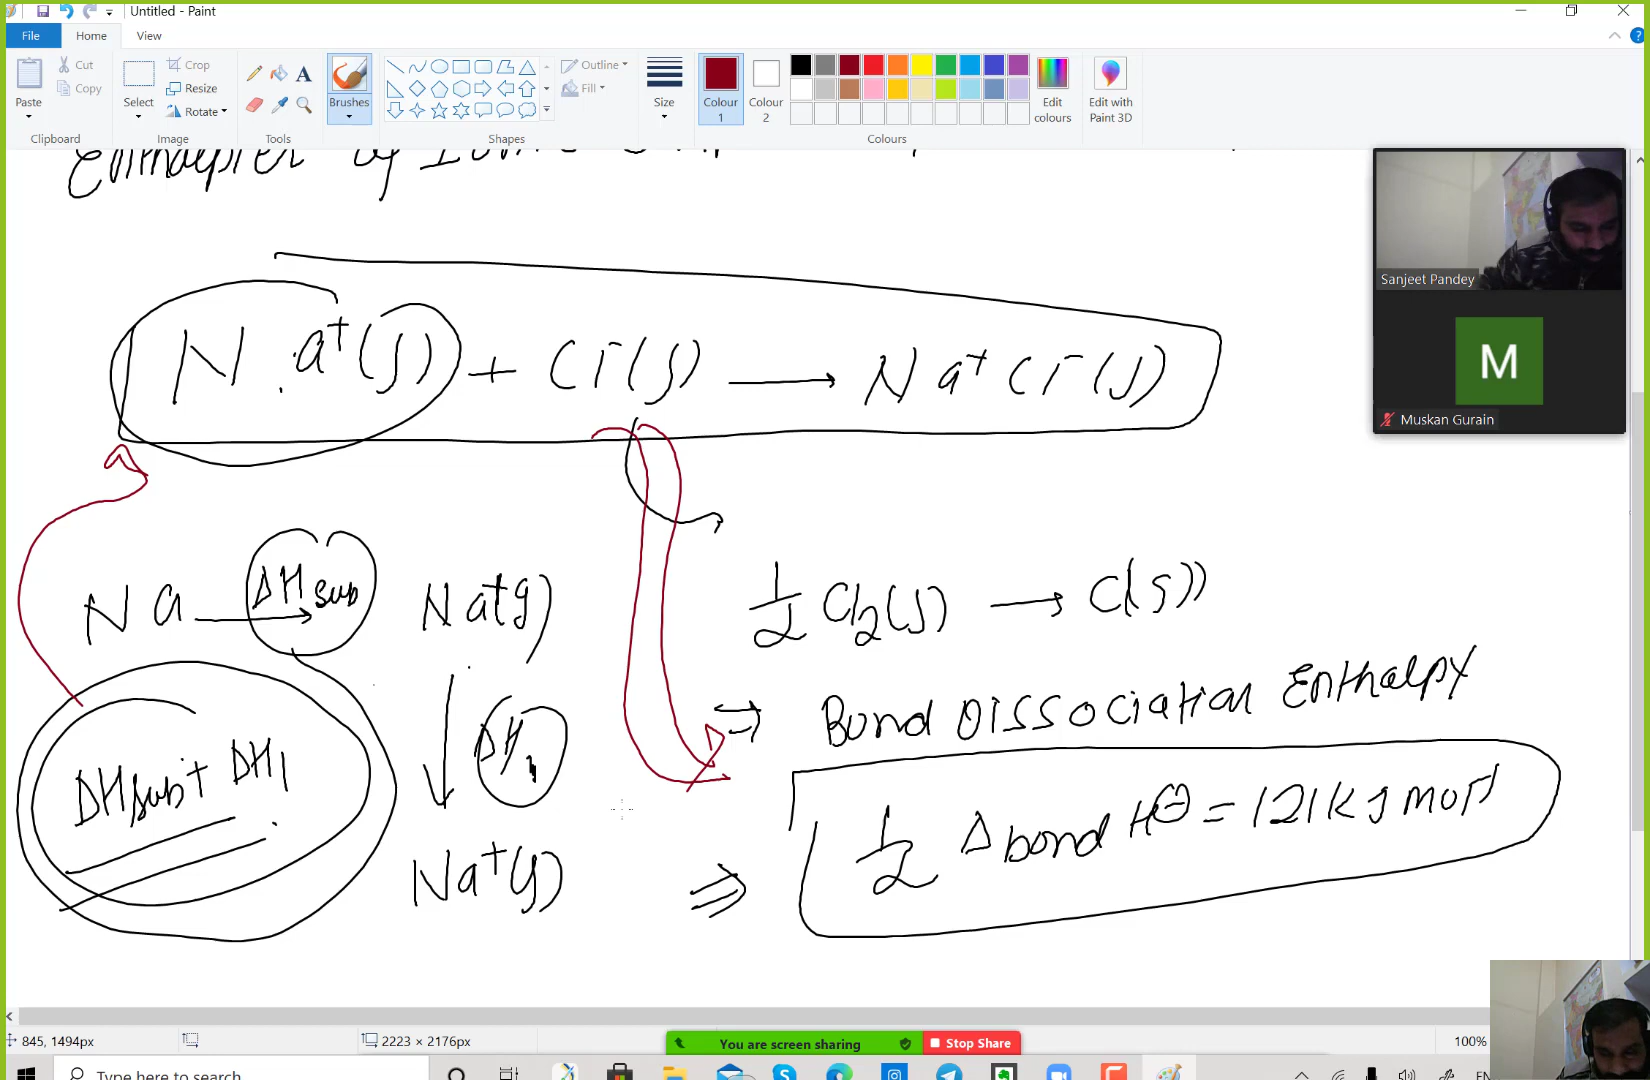 Untitled - Paint
File Home View
Paste
Cut
Copy
Clipboard
Select
Crop
Resize
Rotate
Image
Tools
Brushes
Shapes
Outline
Fill
Size
Colour 1
Colour 2
Colours
Edit colours
Edit with Paint 3D
Sanjeet Pandey
M
Muskan Gurain
Na⁺(g) + Cl⁻(g) → Na⁺Cl⁻(s)
Na ΔHsub → Na(g)
½ Cl₂(g) → Cl(g)
Bond Dissociation Enthalpy
ΔHsub + ΔH₁
ΔH₁
½ Δbond H⊖ = 121 kJ mol⁻¹
Na⁺(g)
845, 1494px
2223 × 2176px
You are screen sharing
Stop Share
100%
Type here to search